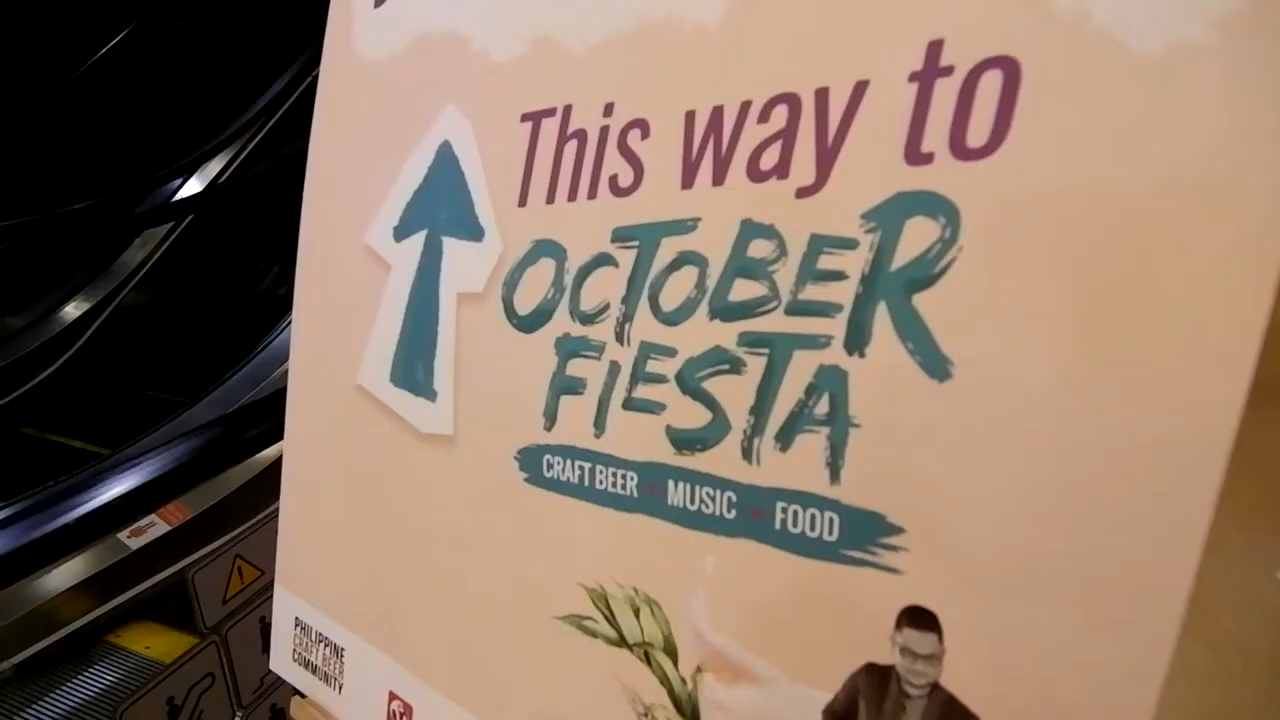 This way to
OCTOBER
FIESTA
CRAFT BEER • MUSIC • FOOD
PHILIPPINE
CRAFT BEER
COMMUNITY